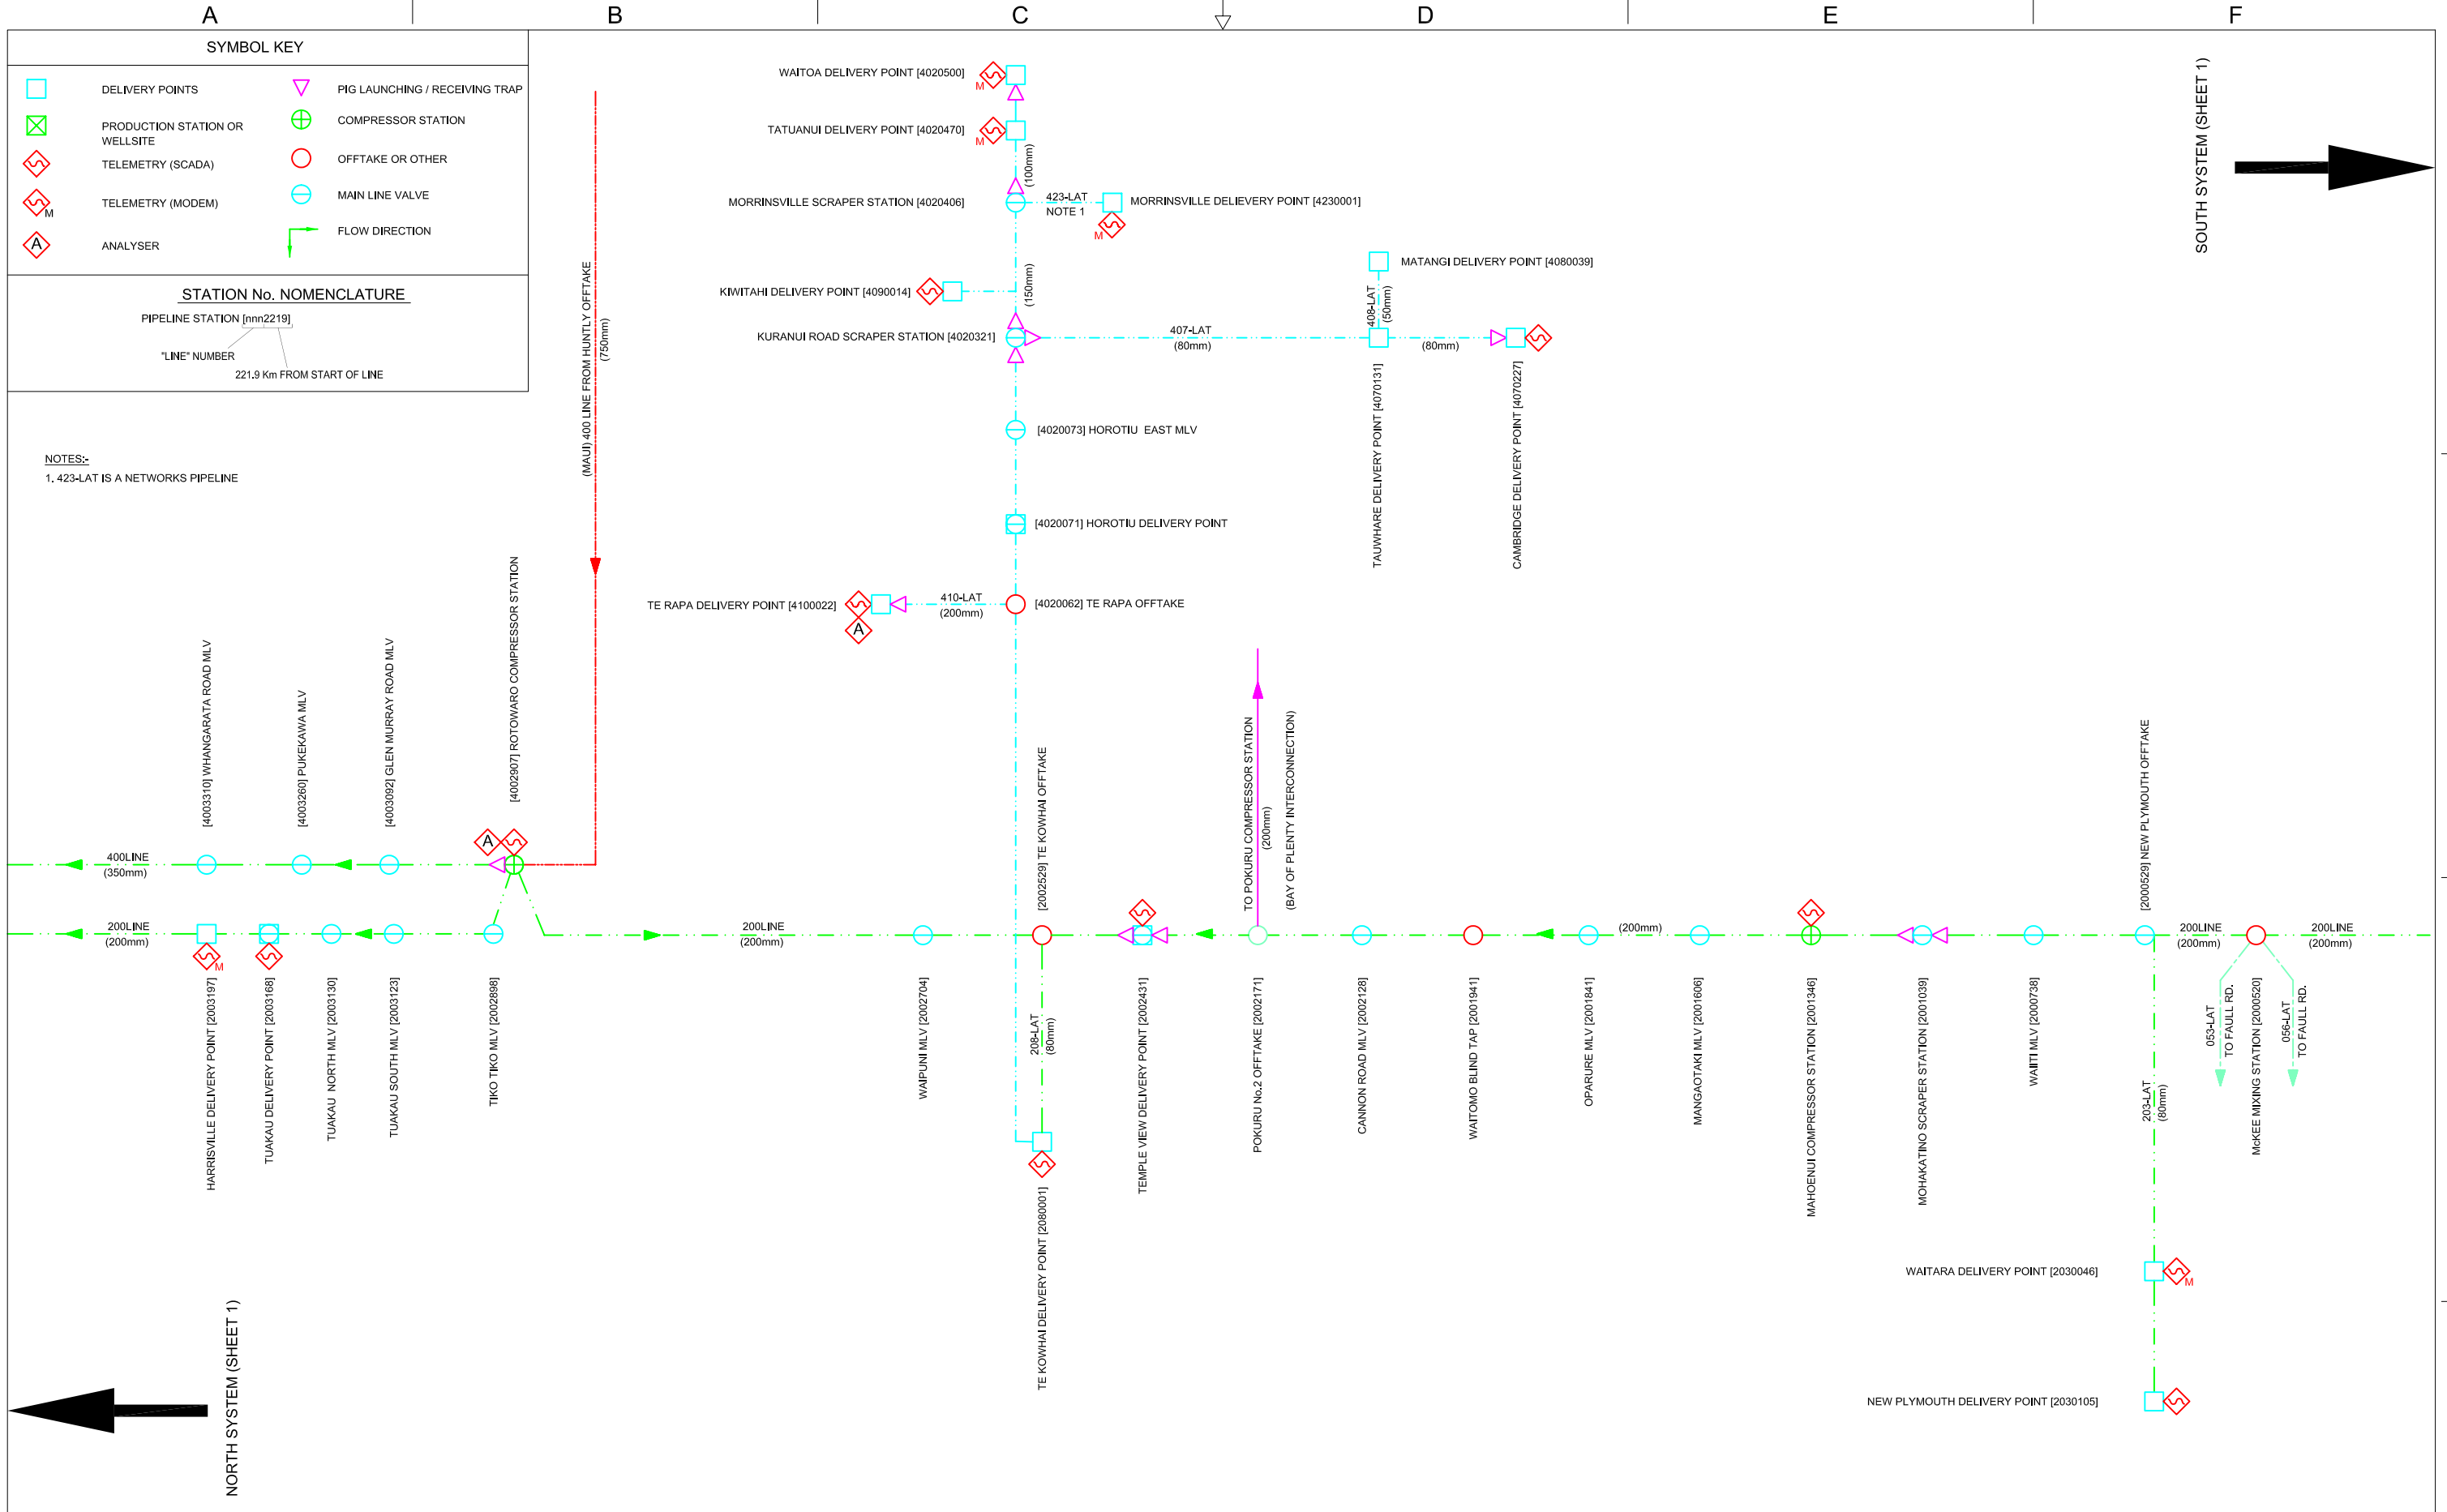 A
B
C
D
E
F
SYMBOL KEY
DELIVERY POINTS
PIG LAUNCHING / RECEIVING TRAP
PRODUCTION STATION OR
WELLSITE
COMPRESSOR STATION
TELEMETRY (SCADA)
OFFTAKE OR OTHER
M
TELEMETRY (MODEM)
MAIN LINE VALVE
A
ANALYSER
FLOW DIRECTION
STATION No. NOMENCLATURE
PIPELINE STATION [nnn2219]
"LINE" NUMBER
221.9 Km FROM START OF LINE
NOTES:-
1. 423-LAT IS A NETWORKS PIPELINE
(MAUI) 400 LINE FROM HUNTLY OFFTAKE
(750mm)
WAITOA DELIVERY POINT [4020500]
M
TATUANUI DELIVERY POINT [4020470]
M
(100mm)
MORRINSVILLE SCRAPER STATION [4020406]
423-LAT
NOTE 1
MORRINSVILLE DELIEVERY POINT [4230001]
M
KIWITAHI DELIVERY POINT [4090014]
(150mm)
MATANGI DELIVERY POINT [4080039]
408-LAT
(50mm)
KURANUI ROAD SCRAPER STATION [4020321]
407-LAT
(80mm)
(80mm)
TAUWHARE DELIVERY POINT [4070131]
CAMBRIDGE DELIVERY POINT [4070227]
[4020073] HOROTIU EAST MLV
[4020071] HOROTIU DELIVERY POINT
TE RAPA DELIVERY POINT [4100022]
A
410-LAT
(200mm)
[4020062] TE RAPA OFFTAKE
SOUTH SYSTEM (SHEET 1)
[4003310] WHANGARATA ROAD MLV
[4003260] PUKEKAWA MLV
[4003092] GLEN MURRAY ROAD MLV
[4002907] ROTOWARO COMPRESSOR STATION
A
400LINE
(350mm)
200LINE
(200mm)
M
HARRISVILLE DELIVERY POINT [2003197]
TUAKAU DELIVERY POINT [2003168]
TUAKAU NORTH MLV [2003130]
TUAKAU SOUTH MLV [2003123]
TIKO TIKO MLV [2002898]
200LINE
(200mm)
WAIPUNI MLV [2002704]
[2002529] TE KOWHAI OFFTAKE
208-LAT
(80mm)
TE KOWHAI DELIVERY POINT [2080001]
TEMPLE VIEW DELIVERY POINT [2002431]
TO POKURU COMPRESSOR STATION
(200mm)
(BAY OF PLENTY INTERCONNECTION)
POKURU No.2 OFFTAKE [2002171]
CANNON ROAD MLV [2002128]
WAITOMO BLIND TAP [2001941]
OPARURE MLV [2001841]
(200mm)
MANGAOTAKI MLV [2001606]
MAHOENUI COMPRESSOR STATION [2001346]
MOHAKATINO SCRAPER STATION [2001039]
WAIITI MLV [2000738]
[2000529] NEW PLYMOUTH OFFTAKE
203-LAT
(80mm)
200LINE
(200mm)
200LINE
(200mm)
053-LAT
TO FAULL RD.
McKEE MIXING STATION [2000520]
056-LAT
TO FAULL RD.
WAITARA DELIVERY POINT [2030046]
M
NEW PLYMOUTH DELIVERY POINT [2030105]
NORTH SYSTEM (SHEET 1)